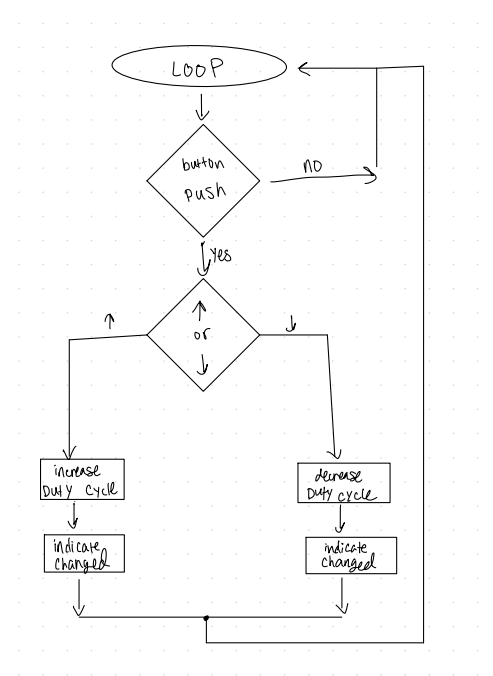 LOOP
button
push
no
yes
↑
↑
or
↓
↓
increase
Duty Cycle
decrease
Duty cycle
indicate
changed
indicate
changed